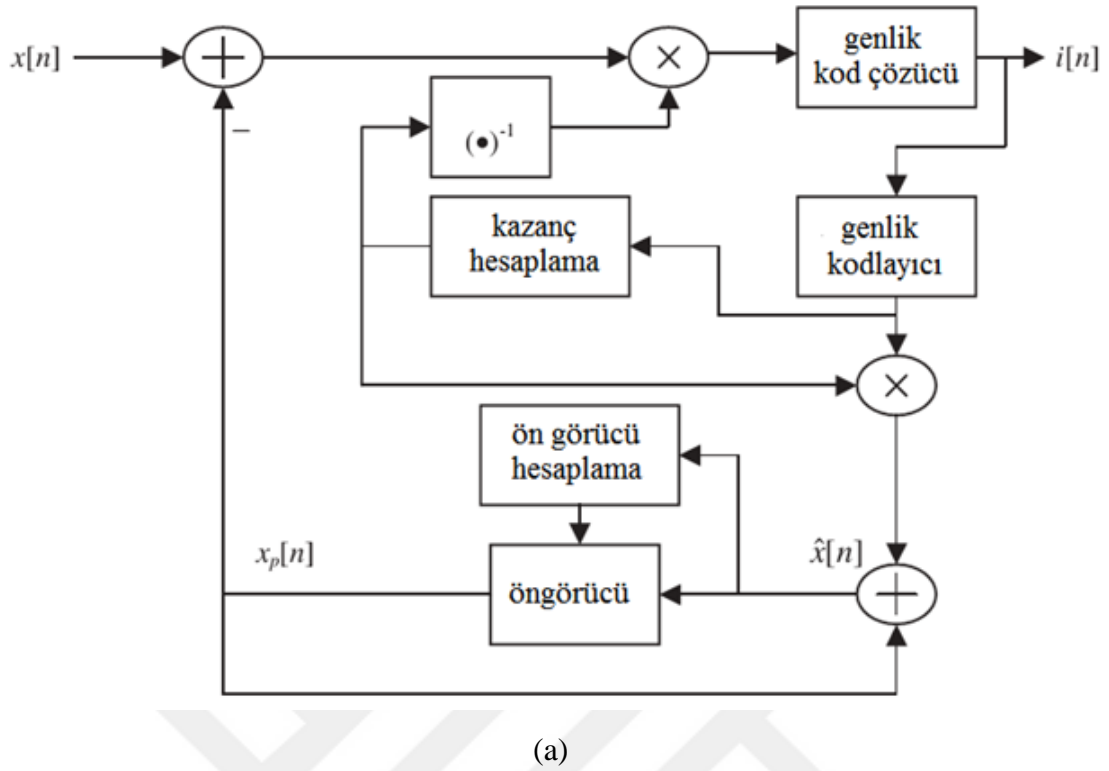 x[n]
+
×
genlik
kod çözücü
i[n]
−
(•)⁻¹
kazanç
hesaplama
genlik
kodlayıcı
×
ön görücü
hesaplama
xₚ[n]
öngörücü
x̂[n]
+
(a)